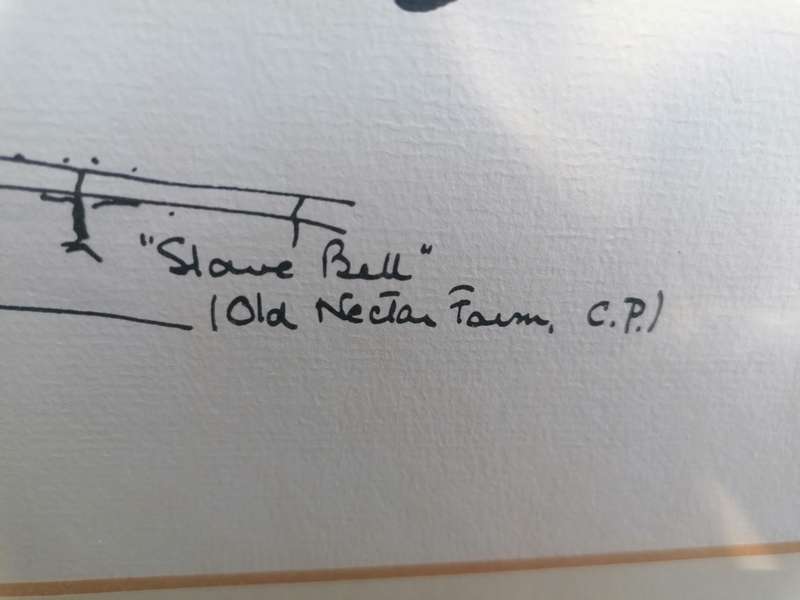 "Slave Bell"
(Old Nectar Farm, C.P.)